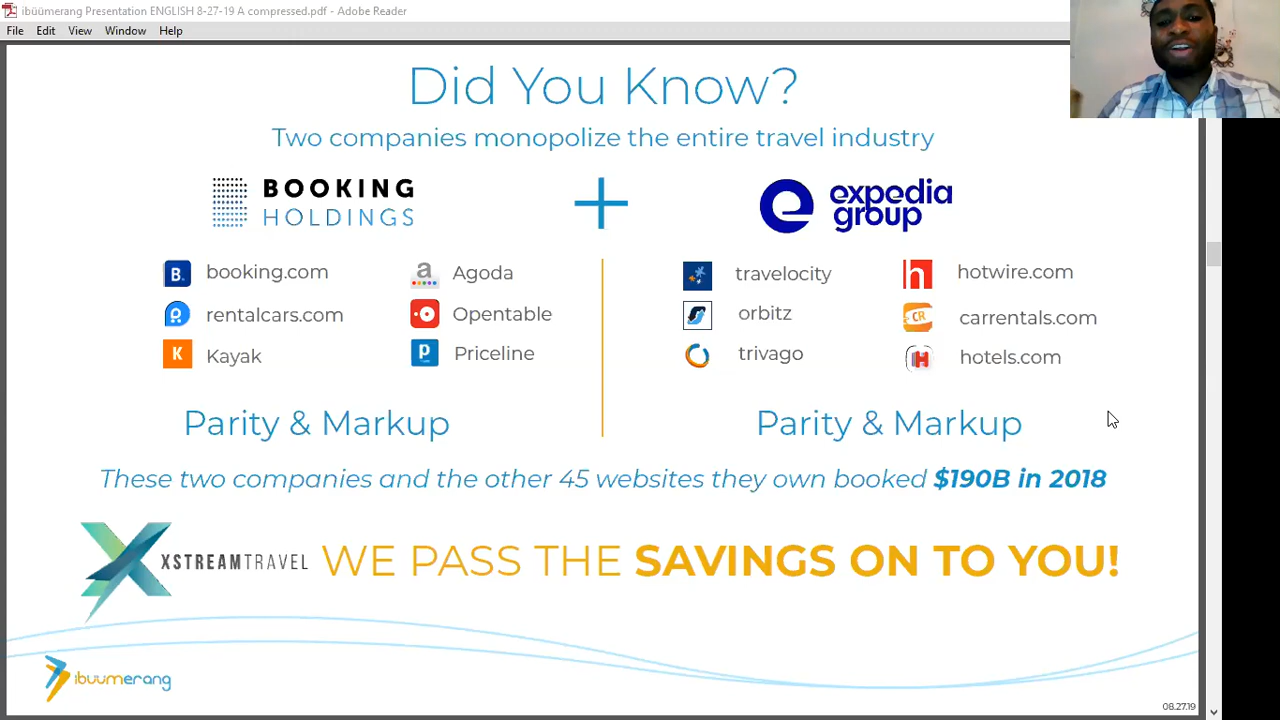 ibüümerang Presentation ENGLISH 8-27-19 A compressed.pdf - Adobe Reader
File Edit View Window Help
Did You Know?
Two companies monopolize the entire travel industry
BOOKING
HOLDINGS
+
expedia
group
B. booking.com
a Agoda
travelocity
h hotwire.com
rentalcars.com
Opentable
orbitz
CR carrentals.com
K Kayak
P Priceline
trivago
H hotels.com
Parity & Markup
Parity & Markup
These two companies and the other 45 websites they own booked $190B in 2018
XSTREAMTRAVEL WE PASS THE SAVINGS ON TO YOU!
ibuumerang
08.27.19